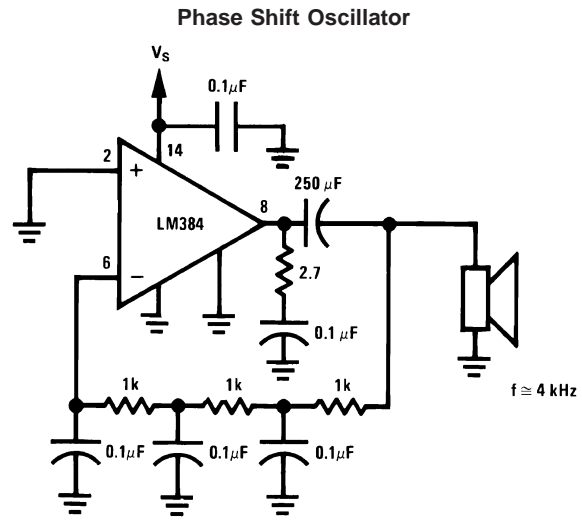 Phase Shift Oscillator
V_S
0.1μF
2
14
+
250 μF
LM384
8
6
−
2.7
0.1 μF
1k
1k
1k
f ≅ 4 kHz
0.1μF
0.1μF
0.1μF